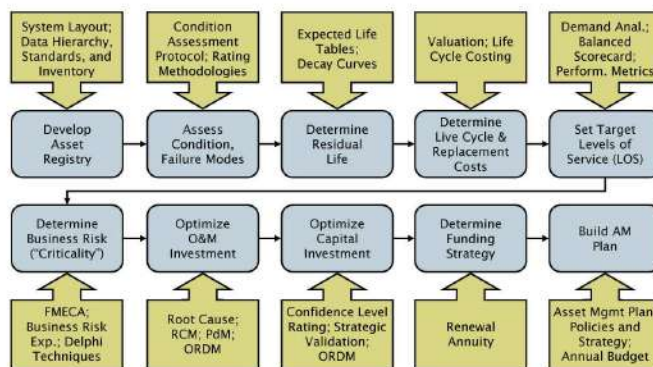 System Layout;
Data Hierarchy,
Standards, and
Inventory
Condition
Assessment
Protocol; Rating
Methodologies
Expected Life
Tables;
Decay Curves
Valuation; Life
Cycle Costing
Demand Anal.;
Balanced
Scorecard;
Perform. Metrics
Develop
Asset
Registry
Assess
Condition,
Failure Modes
Determine
Residual
Life
Determine
Live Cycle &
Replacement
Costs
Set Target
Levels of
Service (LOS)
Determine
Business Risk
("Criticality")
Optimize
O&M
Investment
Optimize
Capital
Investment
Determine
Funding
Strategy
Build AM
Plan
FMECA;
Business Risk
Exp.; Delphi
Techniques
Root Cause;
RCM; PdM;
ORDM
Confidence Level
Rating; Strategic
Validation;
ORDM
Renewal
Annuity
Asset Mgmt Plan
Policies and
Strategy;
Annual Budget